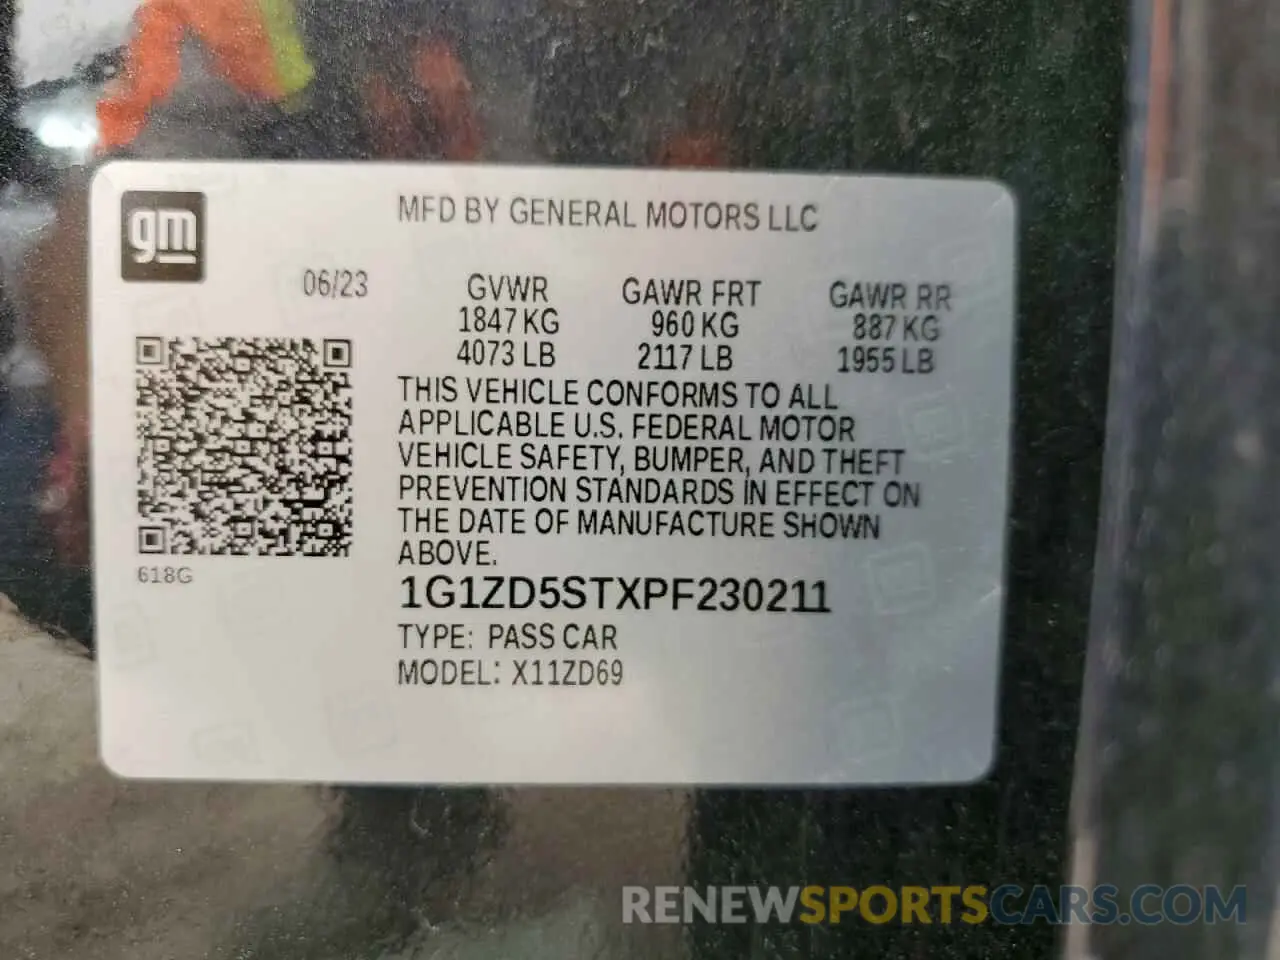 gm
MFD BY GENERAL MOTORS LLC
06/23 GVWR GAWR FRT GAWR RR
1847 KG 960 KG 887 KG
4073 LB 2117 LB 1955 LB
THIS VEHICLE CONFORMS TO ALL
APPLICABLE U.S. FEDERAL MOTOR
VEHICLE SAFETY, BUMPER, AND THEFT
PREVENTION STANDARDS IN EFFECT ON
THE DATE OF MANUFACTURE SHOWN
ABOVE.
618G
1G1ZD5STXPF230211
TYPE: PASS CAR
MODEL: X11ZD69
RENEWSPORTSCARS.COM